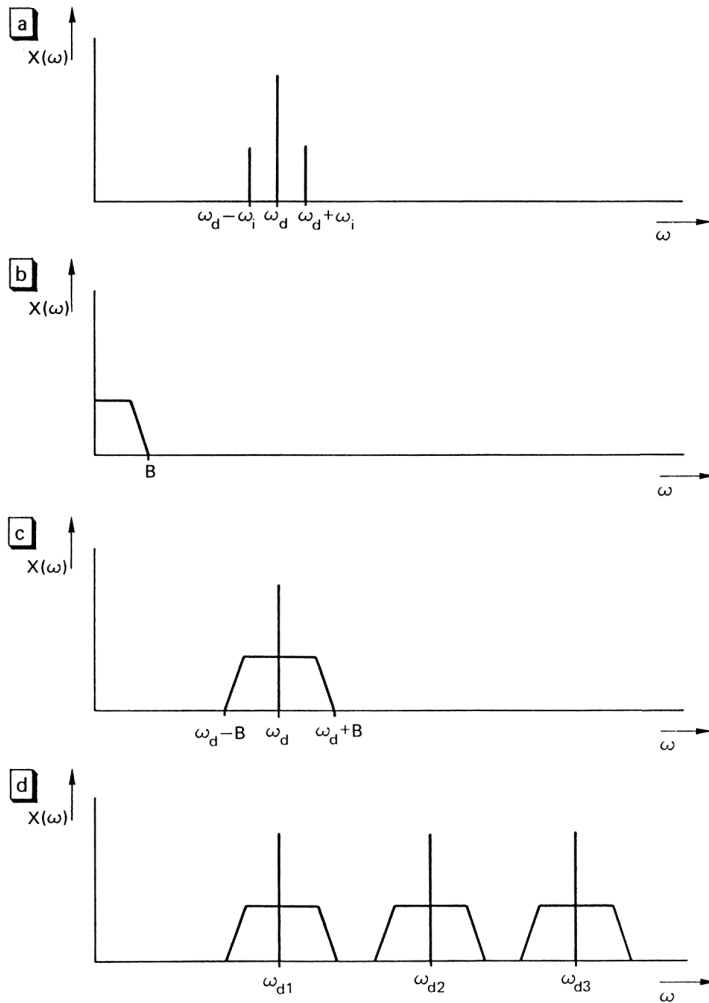 a
X(ω)
ω_d−ω_i ω_d ω_d+ω_i
ω
b
X(ω)
B
ω
c
X(ω)
ω_d−B ω_d ω_d+B
ω
d
X(ω)
ω_d1 ω_d2 ω_d3
ω